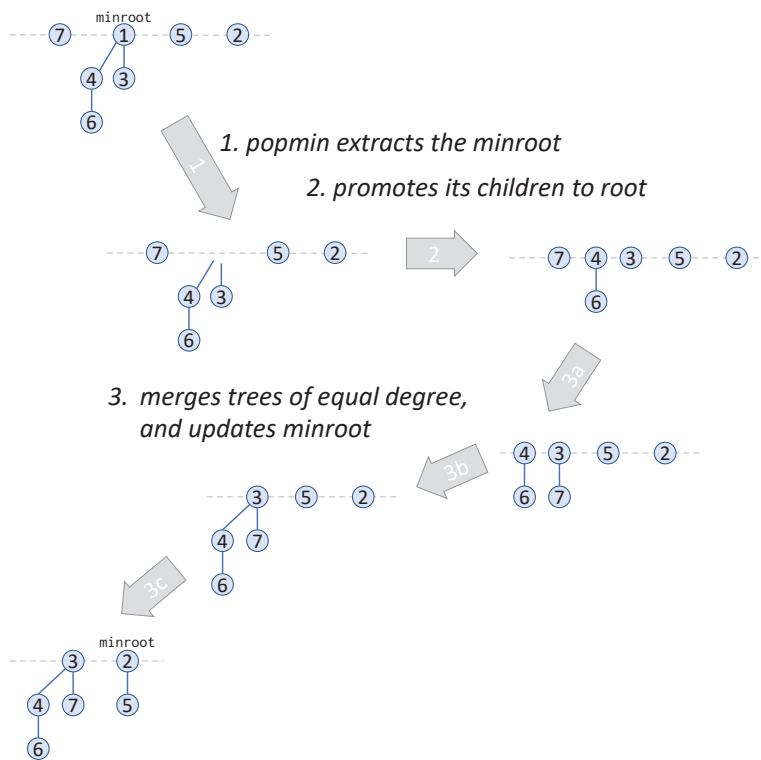 minroot
7 1 5 2
4 3
6
1
1. popmin extracts the minroot
2. promotes its children to root
7 5 2
4 3
6
2
7 4 3 5 2
6
3a
3. merges trees of equal degree,
and updates minroot
4 3 5 2
6 7
3b
3 5 2
4 7
6
3c
minroot
3 2
4 7 5
6